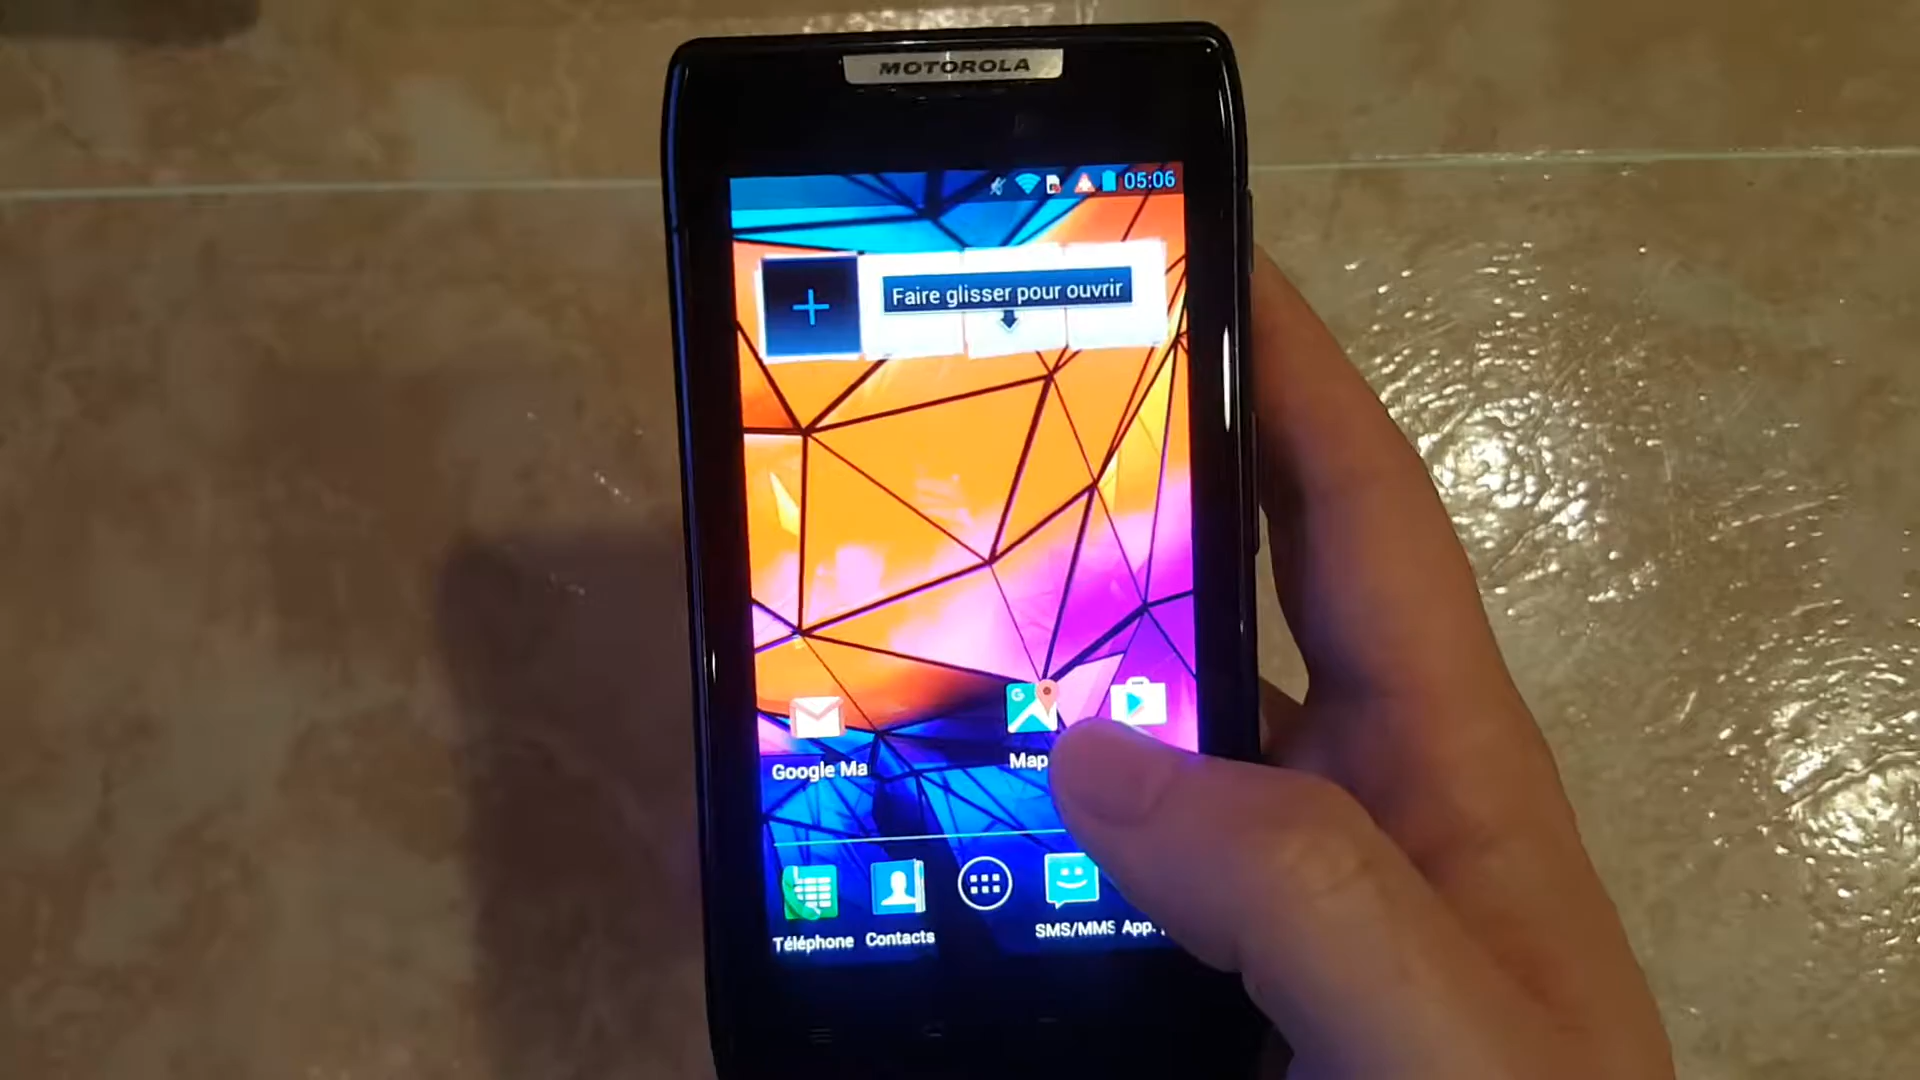 MOTOROLA
05:06
Faire glisser pour ouvrir
G
Google Ma
Map
Téléphone
Contacts
SMS/MMS
App.